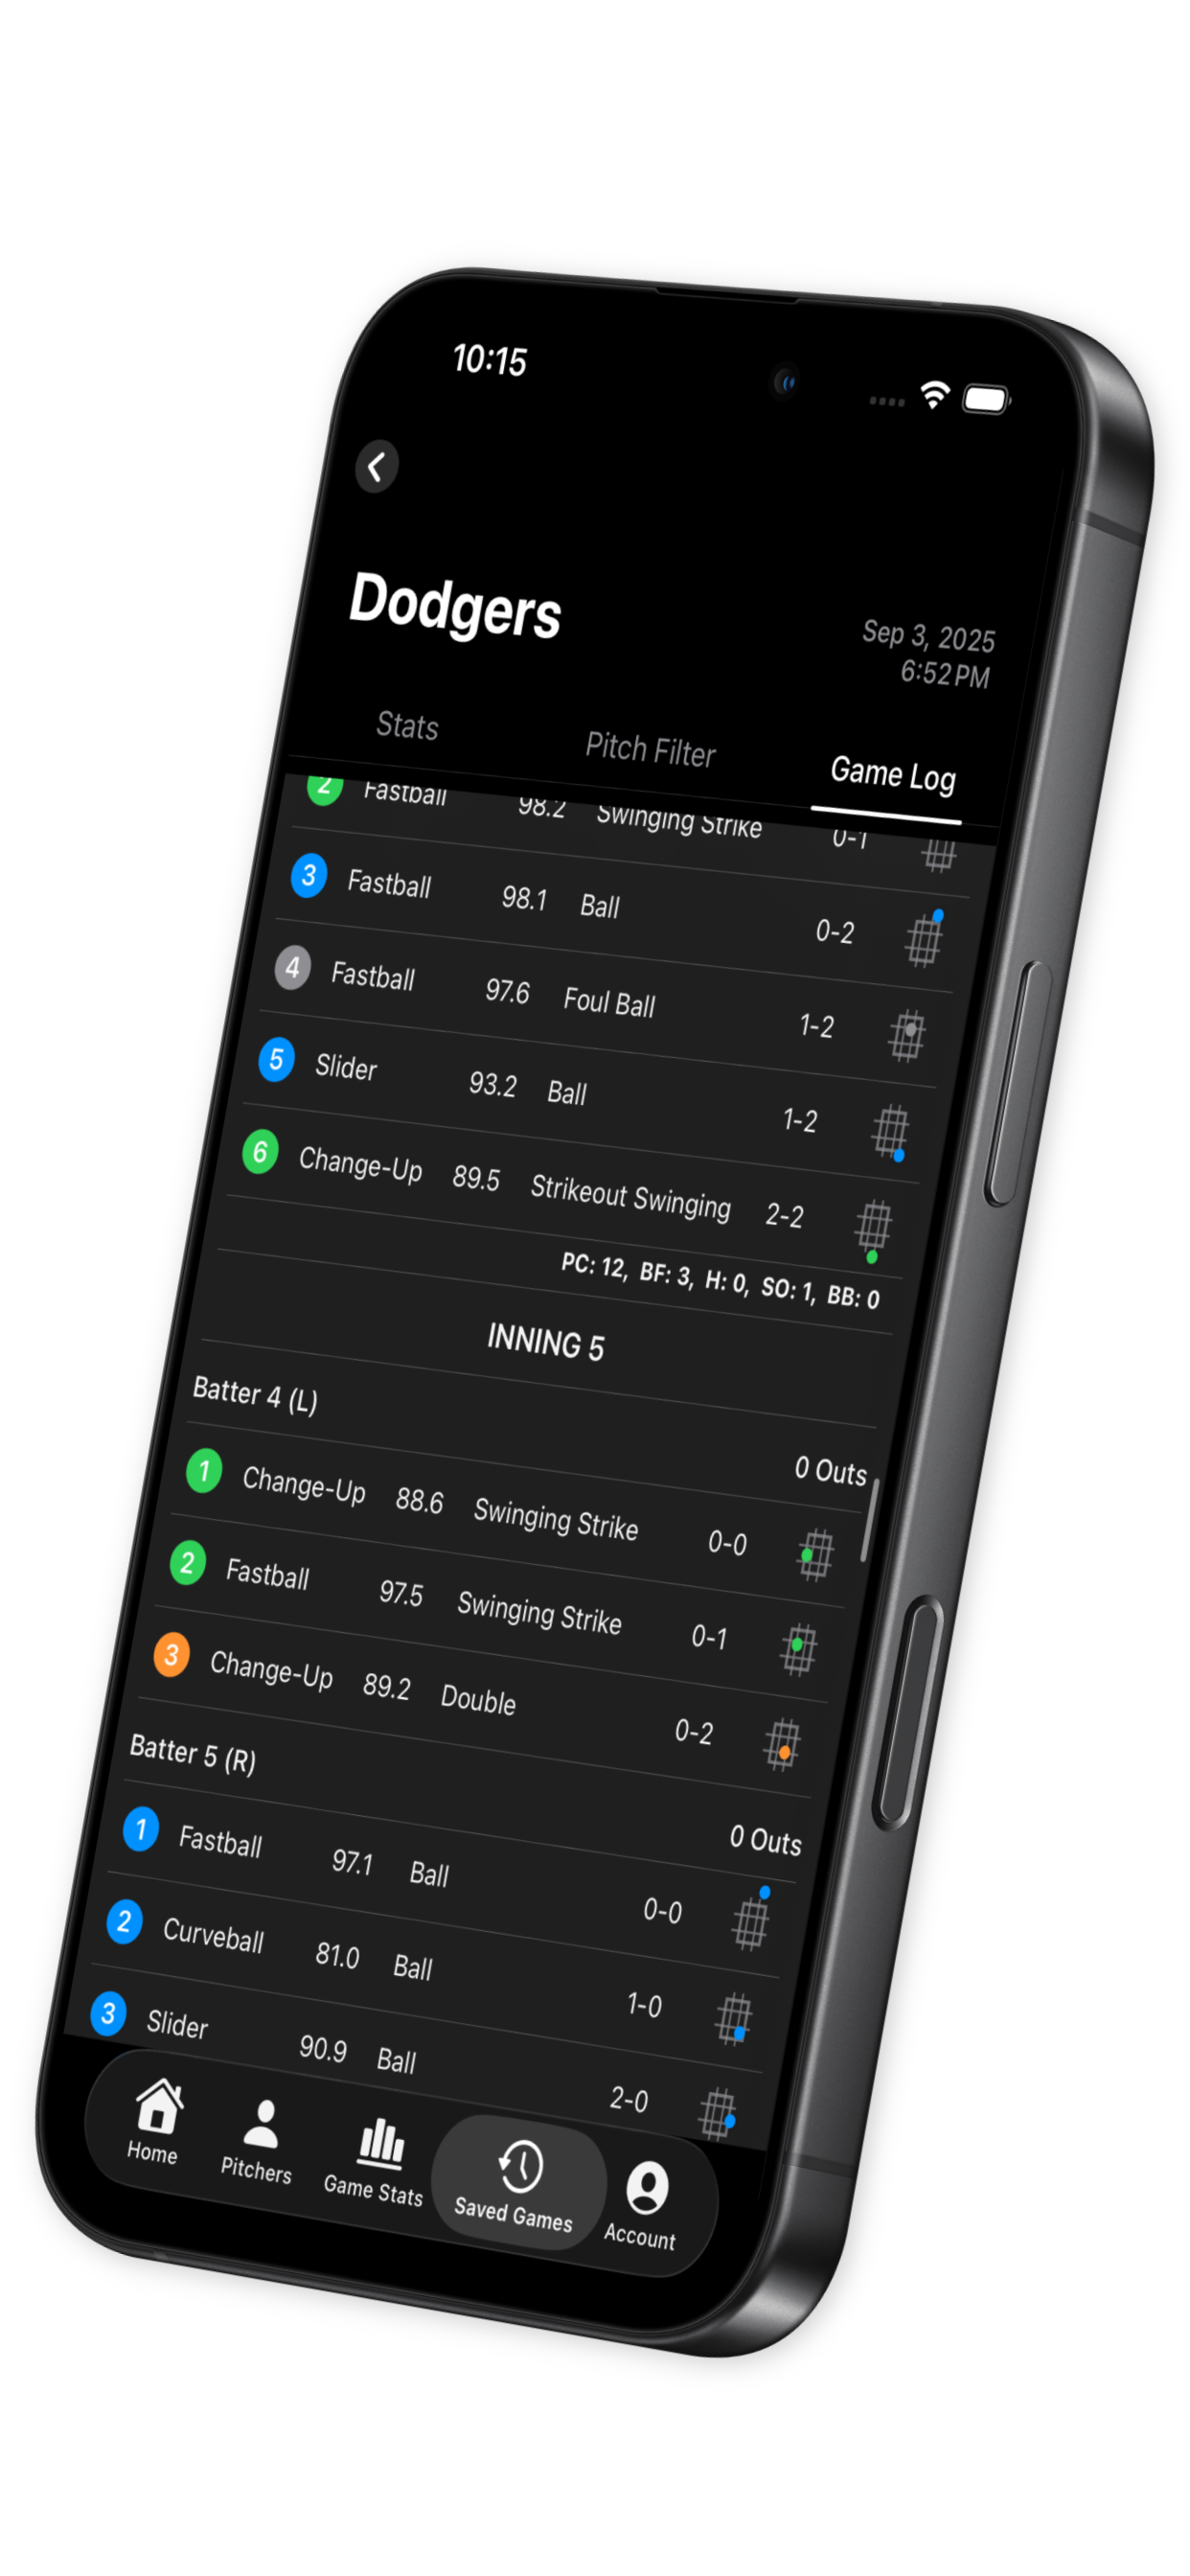 10:15
Dodgers
Sep 3, 2025
6:52 PM
Stats Pitch Filter Game Log
2 Fastball 98.2 Swinging Strike 0-1
3 Fastball 98.1 Ball 0-2
4 Fastball 97.6 Foul Ball 1-2
5 Slider 93.2 Ball 1-2
6 Change-Up 89.5 Strikeout Swinging 2-2
PC: 12, BF: 3, H: 0, SO: 1, BB: 0
INNING 5
Batter 4 (L) 0 Outs
1 Change-Up 88.6 Swinging Strike 0-0
2 Fastball 97.5 Swinging Strike 0-1
3 Change-Up 89.2 Double 0-2
Batter 5 (R) 0 Outs
1 Fastball 97.1 Ball 0-0
2 Curveball 81.0 Ball 1-0
3 Slider 90.9 Ball 2-0
Home Pitchers Game Stats Saved Games Account